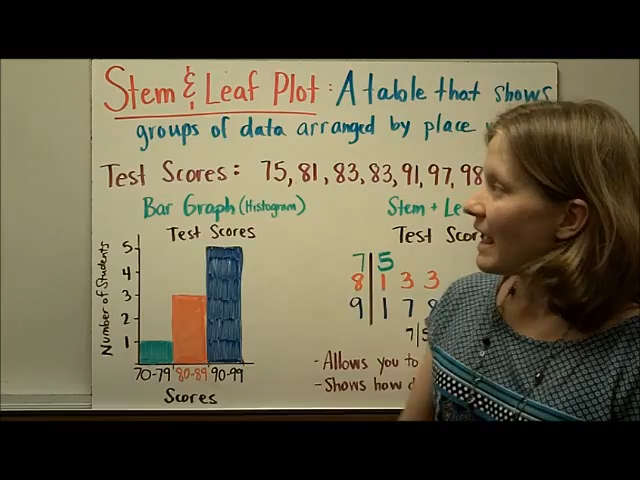 Stem & Leaf Plot: A table that shows
groups of data arranged by place
Test Scores: 75, 81, 83, 83, 91, 97, 98
Bar Graph (Histogram)
Test Scores
Number of Students
5
4
3
2
1
70-79 80-89 90-99
Scores
Stem +
Test
7 | 5
8 | 1 3 3
9 | 1 7 8
7|5
- Allows you to
- Shows how